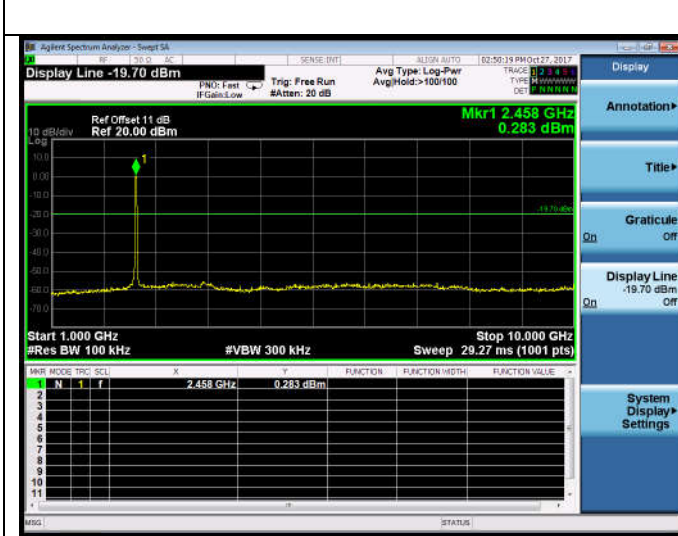 Agilent Spectrum Analyzer - Swept SA
RF 50 Ω AC SENSE:INT ALIGN AUTO 02:50:19 PM Oct 27, 2017
Display Line -19.70 dBm
PNO: Fast
IFGain:Low
Trig: Free Run
#Atten: 20 dB
Avg Type: Log-Pwr
Avg|Hold:>100/100
TRACE 1 2 3 4 5 6
TYPE M W W W W W
DET P N N N N N
Mkr1 2.458 GHz
0.283 dBm
Ref Offset 11 dB
10 dB/div Ref 20.00 dBm
Log
10.0
0.00
-10.0
-20.0
-30.0
-40.0
-50.0
-60.0
-70.0
1
-19.70 dBm
Start 1.000 GHz Stop 10.000 GHz
#Res BW 100 kHz #VBW 300 kHz Sweep 29.27 ms (1001 pts)
MKR MODE TRC SCL X Y FUNCTION FUNCTION WIDTH FUNCTION VALUE
1 N 1 f 2.458 GHz 0.283 dBm
2
3
4
5
6
7
8
9
10
11
MSG STATUS
Display
Annotation
Title
Graticule
On Off
Display Line
-19.70 dBm
On Off
System
Display
Settings